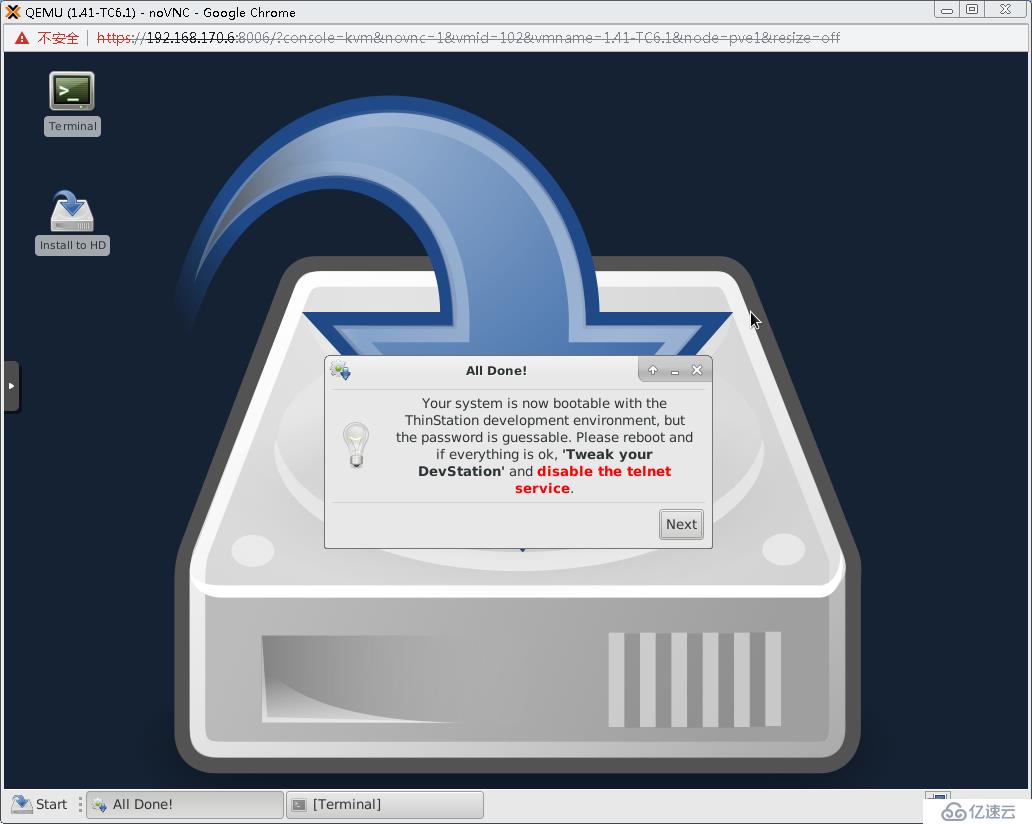 QEMU (1.41-TC6.1) - noVNC - Google Chrome
不安全 https://192.168.170.6:8006/?console=kvm&novnc=1&vmid=102&vmname=1.41-TC6.1&node=pve1&resize=off
Terminal
Install to HD
All Done!
Your system is now bootable with the
ThinStation development environment, but
the password is guessable. Please reboot and
if everything is ok, 'Tweak your
DevStation' and disable the telnet
service.
Next
Start
All Done!
[Terminal]
亿速云